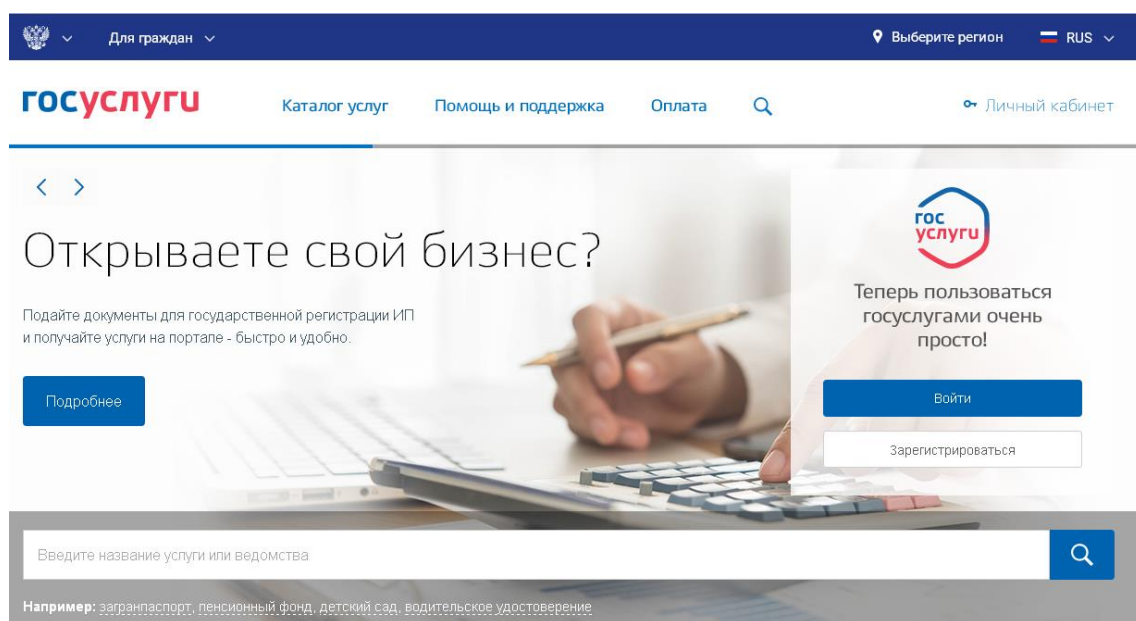 Для граждан
Выберите регион
RUS
госуслуги
Каталог услуг
Помощь и поддержка
Оплата
Личный кабинет
Открываете свой бизнес?
Подайте документы для государственной регистрации ИП
и получайте услуги на портале - быстро и удобно.
Подробнее
гос
услуги
Теперь пользоваться
госуслугами очень
просто!
Войти
Зарегистрироваться
Введите название услуги или ведомства
Например: загранпаспорт, пенсионный фонд, детский сад, водительское удостоверение